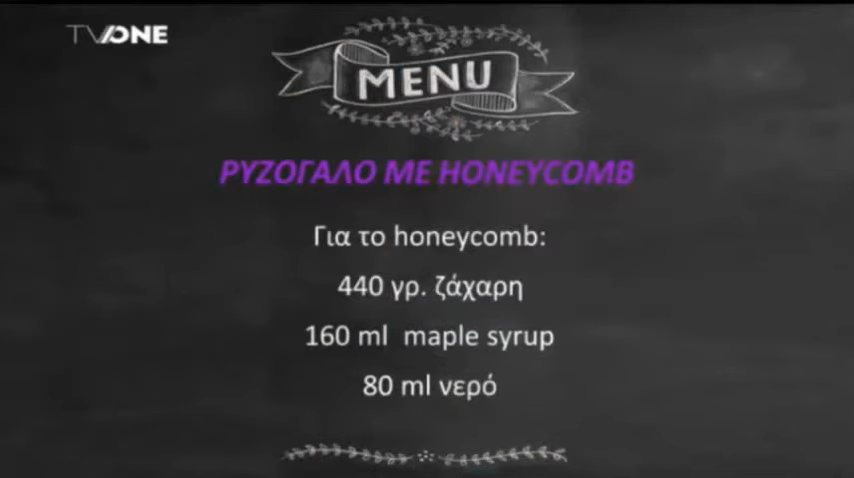 TVONE
MENU
ΡΥΖΟΓΑΛΟ ΜΕ HONEYCOMB
Για το honeycomb:
440 γρ. ζάχαρη
160 ml maple syrup
80 ml νερό